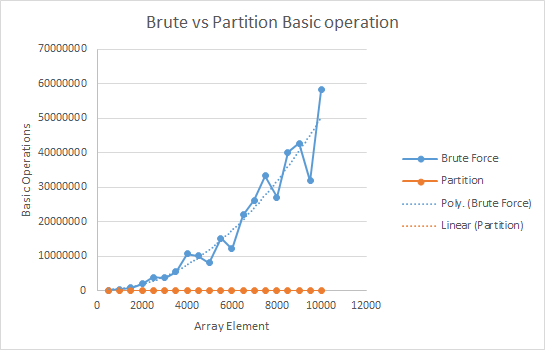 Brute vs Partition Basic operation
70000000
60000000
50000000
40000000
30000000
20000000
10000000
0
Basic Operations
0 2000 4000 6000 8000 10000 12000
Array Element
Brute Force
Partition
Poly. (Brute Force)
Linear (Partition)